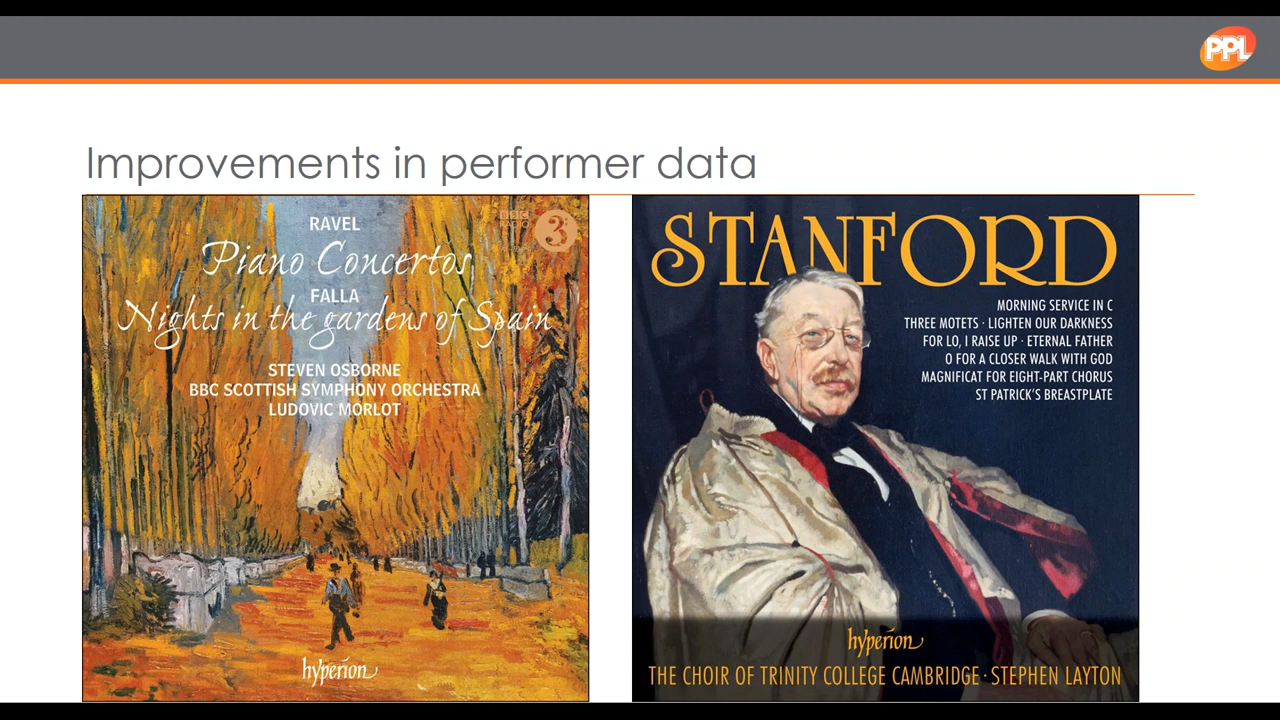 PPL
Improvements in performer data
RAVEL
BBC
RADIO
3
Piano Concertos
FALLA
Nights in the gardens of Spain
STEVEN OSBORNE
BBC SCOTTISH SYMPHONY ORCHESTRA
LUDOVIC MORLOT
hyperion
STANFORD
MORNING SERVICE IN C
THREE MOTETS · LIGHTEN OUR DARKNESS
FOR LO, I RAISE UP · ETERNAL FATHER
O FOR A CLOSER WALK WITH GOD
MAGNIFICAT FOR EIGHT-PART CHORUS
ST PATRICK'S BREASTPLATE
hyperion
THE CHOIR OF TRINITY COLLEGE CAMBRIDGE · STEPHEN LAYTON